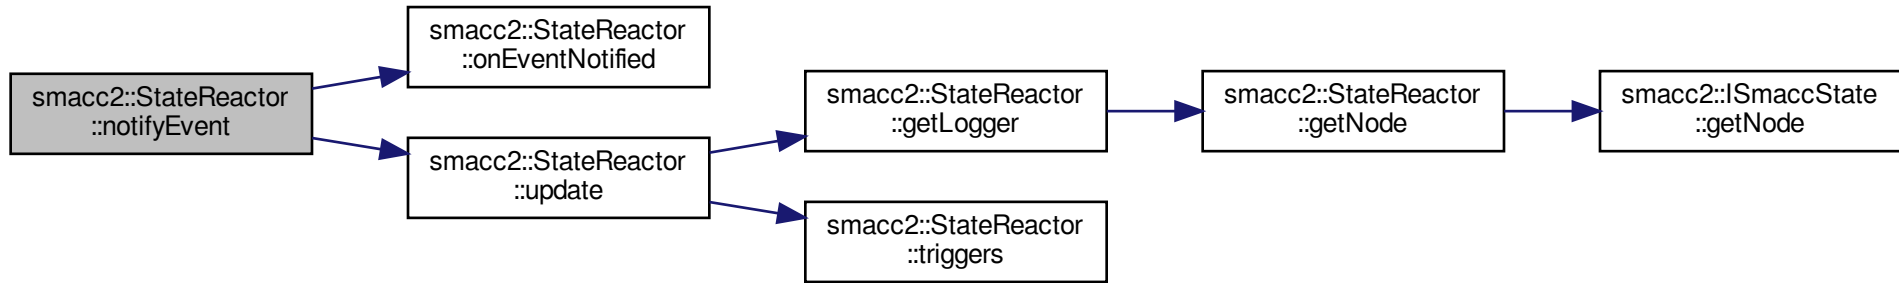 smacc2::StateReactor
::notifyEvent
smacc2::StateReactor
::onEventNotified
smacc2::StateReactor
::update
smacc2::StateReactor
::getLogger
smacc2::StateReactor
::triggers
smacc2::StateReactor
::getNode
smacc2::ISmaccState
::getNode